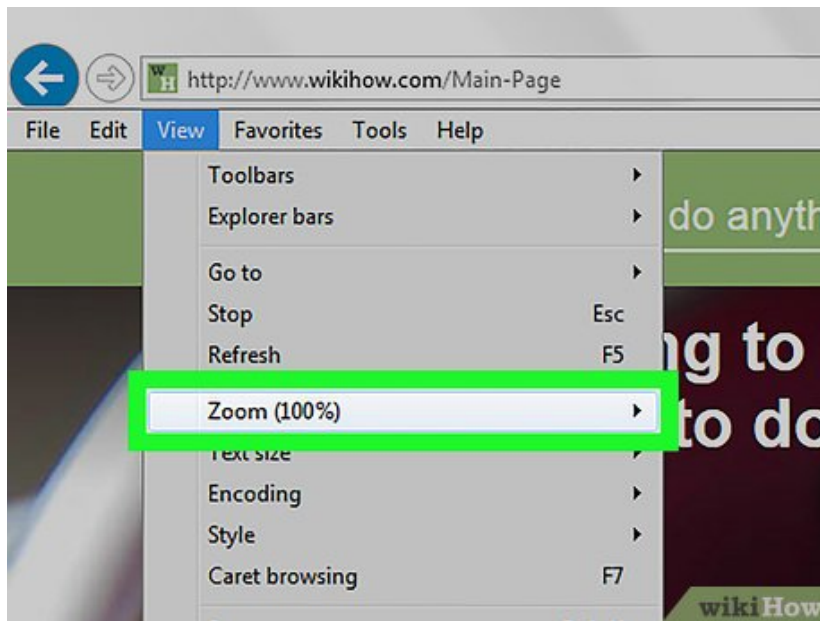 http://www.wikihow.com/Main-Page
File Edit View Favorites Tools Help
Toolbars
Explorer bars
do anyth
Go to
Stop Esc
Refresh F5
ng to
Zoom (100%)
to do
Text size
Encoding
Style
Caret browsing F7
wikiHow